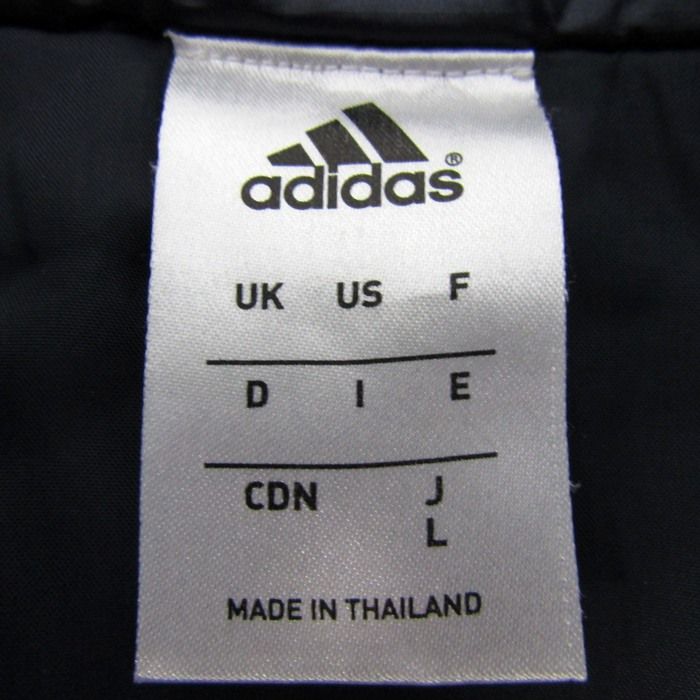 adidas®
UK US F
D I E
CDN J
L
MADE IN THAILAND